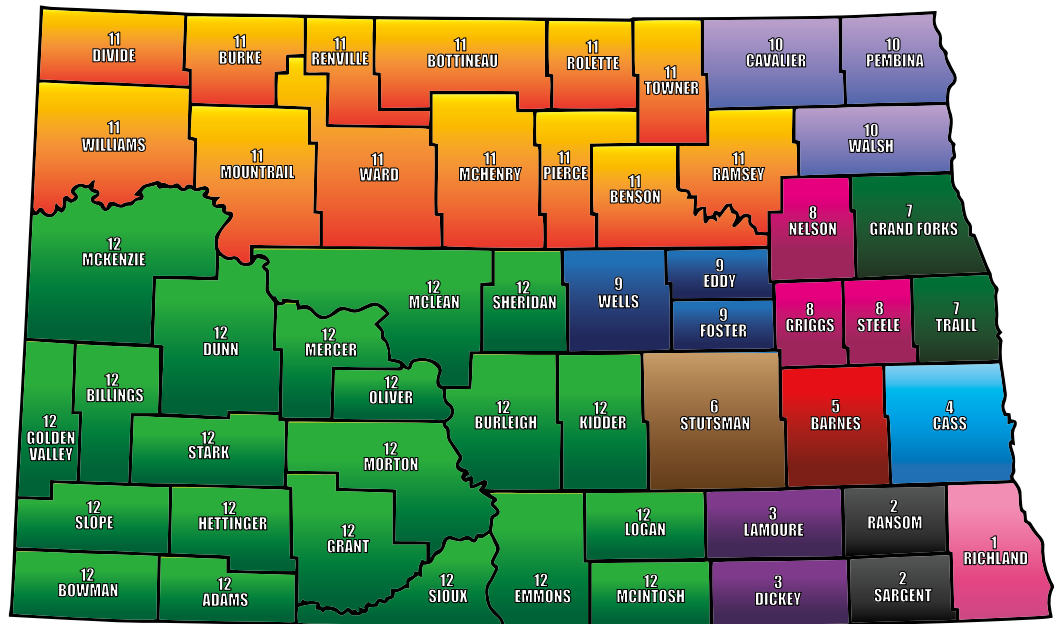 11
DIVIDE
11
BURKE
11
RENVILLE
11
BOTTINEAU
11
ROLETTE
11
TOWNER
10
CAVALIER
10
PEMBINA
11
WILLIAMS
11
MOUNTRAIL
11
WARD
11
MCHENRY
11
PIERCE
11
BENSON
11
RAMSEY
10
WALSH
12
MCKENZIE
8
NELSON
7
GRAND FORKS
12
DUNN
12
MCLEAN
12
SHERIDAN
9
WELLS
9
EDDY
9
FOSTER
8
GRIGGS
8
STEELE
7
TRAILL
12
MERCER
12
OLIVER
12
BILLINGS
12
GOLDEN
VALLEY
12
STARK
12
MORTON
12
BURLEIGH
12
KIDDER
6
STUTSMAN
5
BARNES
4
CASS
12
SLOPE
12
HETTINGER
12
GRANT
12
LOGAN
3
LAMOURE
2
RANSOM
1
RICHLAND
12
BOWMAN
12
ADAMS
12
SIOUX
12
EMMONS
12
MCINTOSH
3
DICKEY
2
SARGENT